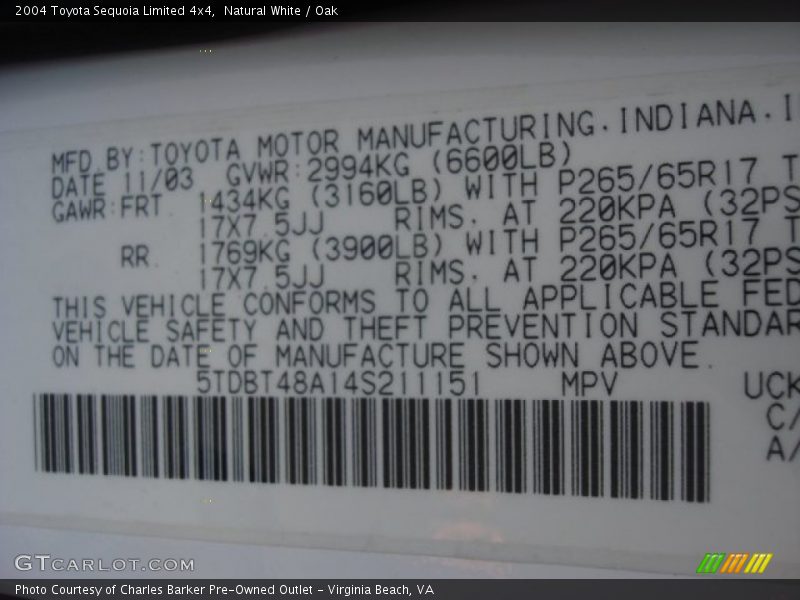 2004 Toyota Sequoia Limited 4x4,  Natural White / Oak
MFD BY:TOYOTA MOTOR MANUFACTURING.INDIANA.I
DATE 11/03 GVWR:2994KG (6600LB)
GAWR:FRT 1434KG (3160LB) WITH P265/65R17 T
17X7.5JJ RIMS. AT 220KPA (32PS
RR. 1769KG (3900LB) WITH P265/65R17 T
17X7.5JJ RIMS. AT 220KPA (32PS
THIS VEHICLE CONFORMS TO ALL APPLICABLE FED
VEHICLE SAFETY AND THEFT PREVENTION STANDAR
ON THE DATE OF MANUFACTURE SHOWN ABOVE.
5TDBT48A14S211151 MPV UCK
C/
A/
GTCARLOT.COM
Photo Courtesy of Charles Barker Pre-Owned Outlet - Virginia Beach, VA